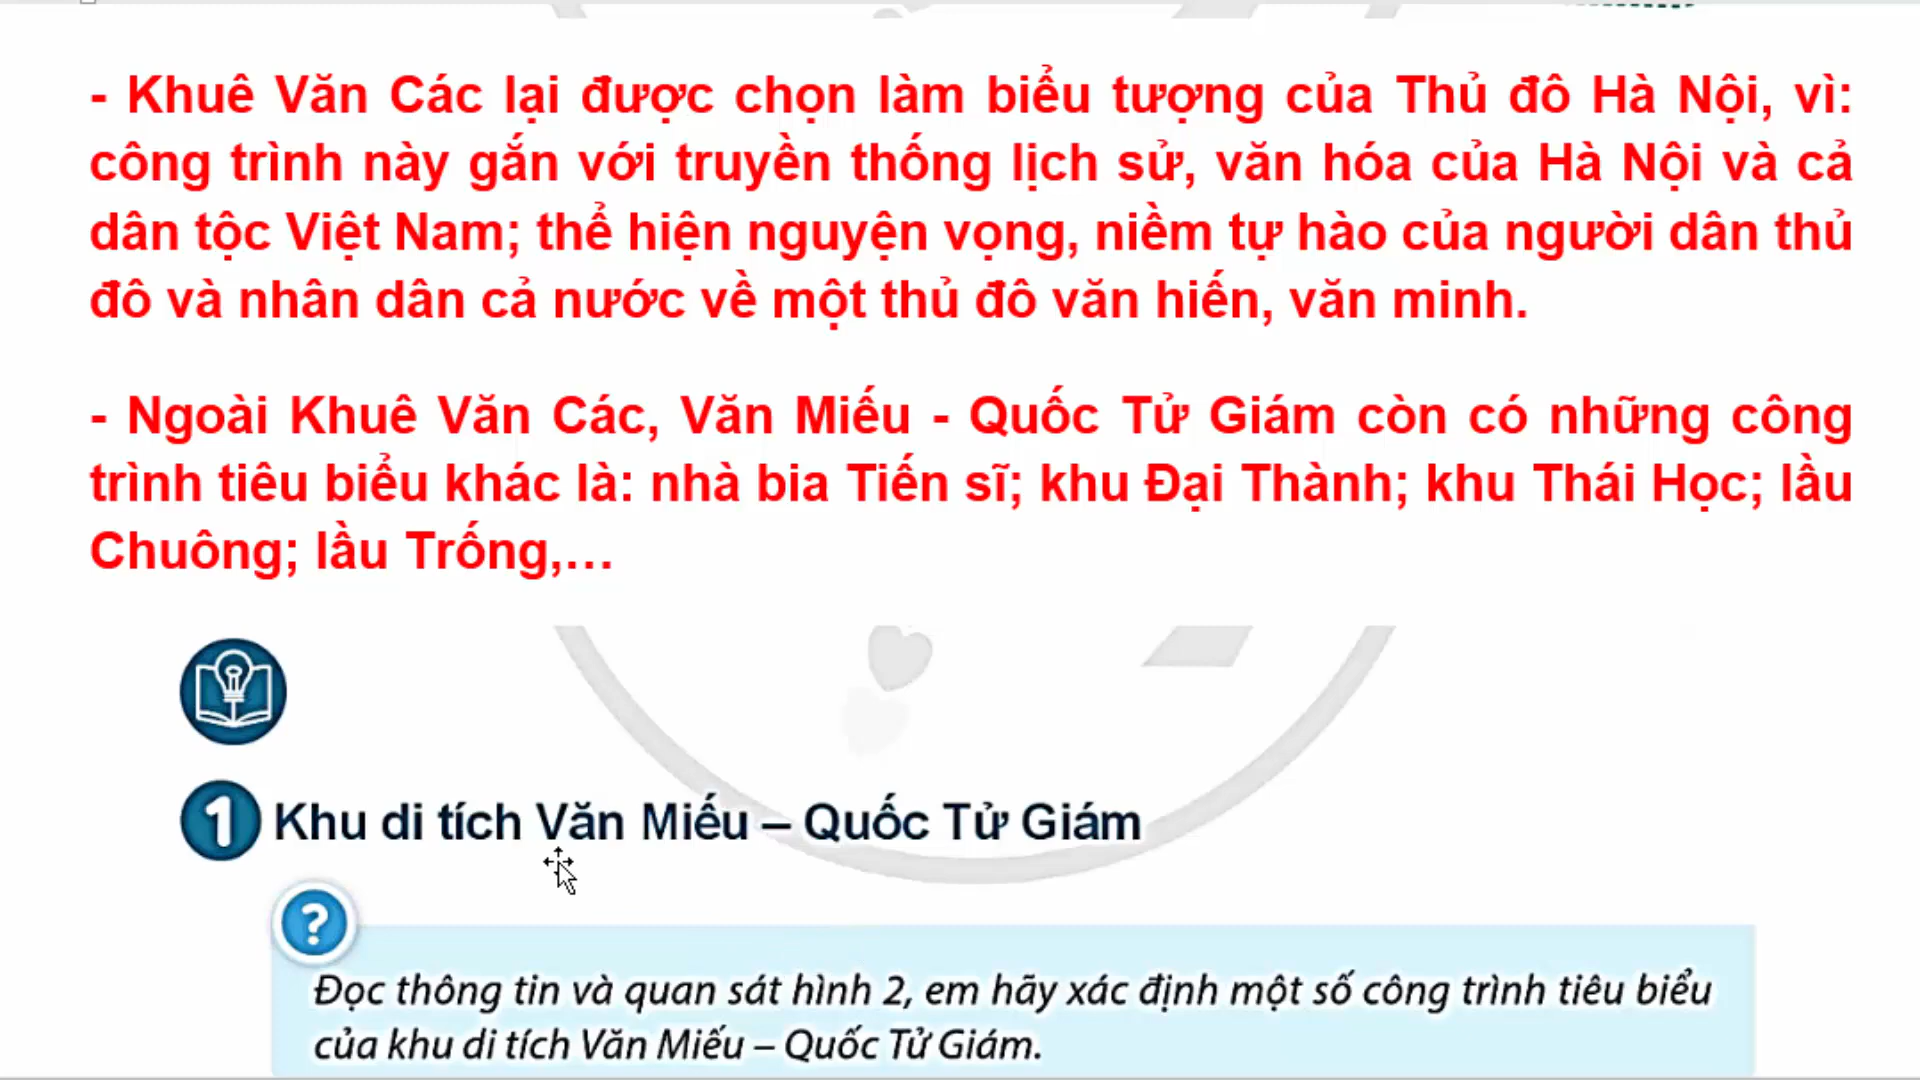 - Khuê Văn Các lại được chọn làm biểu tượng của Thủ đô Hà Nội, vì:
công trình này gắn với truyền thống lịch sử, văn hóa của Hà Nội và cả
dân tộc Việt Nam; thể hiện nguyện vọng, niềm tự hào của người dân thủ
đô và nhân dân cả nước về một thủ đô văn hiến, văn minh.
- Ngoài Khuê Văn Các, Văn Miếu - Quốc Tử Giám còn có những công
trình tiêu biểu khác là: nhà bia Tiến sĩ; khu Đại Thành; khu Thái Học; lầu
Chuông; lầu Trống,...
1 Khu di tích Văn Miếu – Quốc Tử Giám
?
Đọc thông tin và quan sát hình 2, em hãy xác định một số công trình tiêu biểu
của khu di tích Văn Miếu – Quốc Tử Giám.